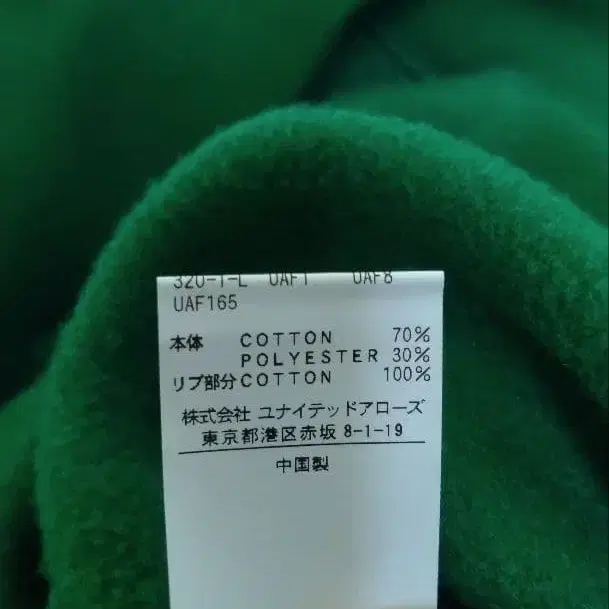 320-1-L UAF1 UAF8
UAF165
本体 COTTON 70%
POLYESTER 30%
リブ部分 COTTON 100%
株式会社 ユナイテッドアローズ
東京都港区赤坂 8-1-19
中国製